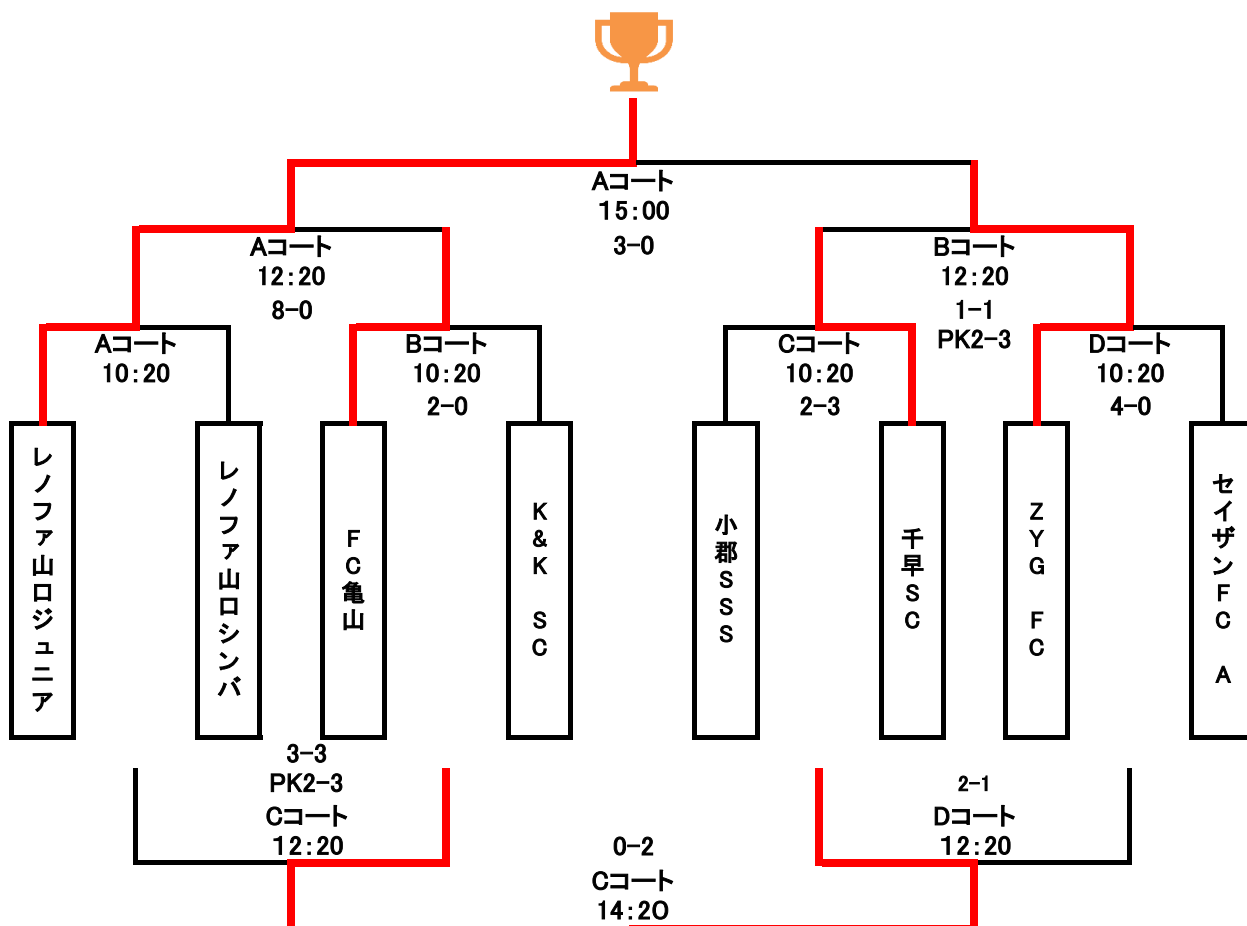 Aコート
15:00
3-0
Aコート
12:20
8-0
Bコート
12:20
1-1
PK2-3
Aコート
10:20
Bコート
10:20
2-0
Cコート
10:20
2-3
Dコート
10:20
4-0
レノファ山口ジュニア
レノファ山口シンバ
FC亀山
K&K SC
小郡SSS
千早SC
ZYG FC
セイザンFC A
3-3
PK2-3
Cコート
12:20
2-1
Dコート
12:20
0-2
Cコート
14:20